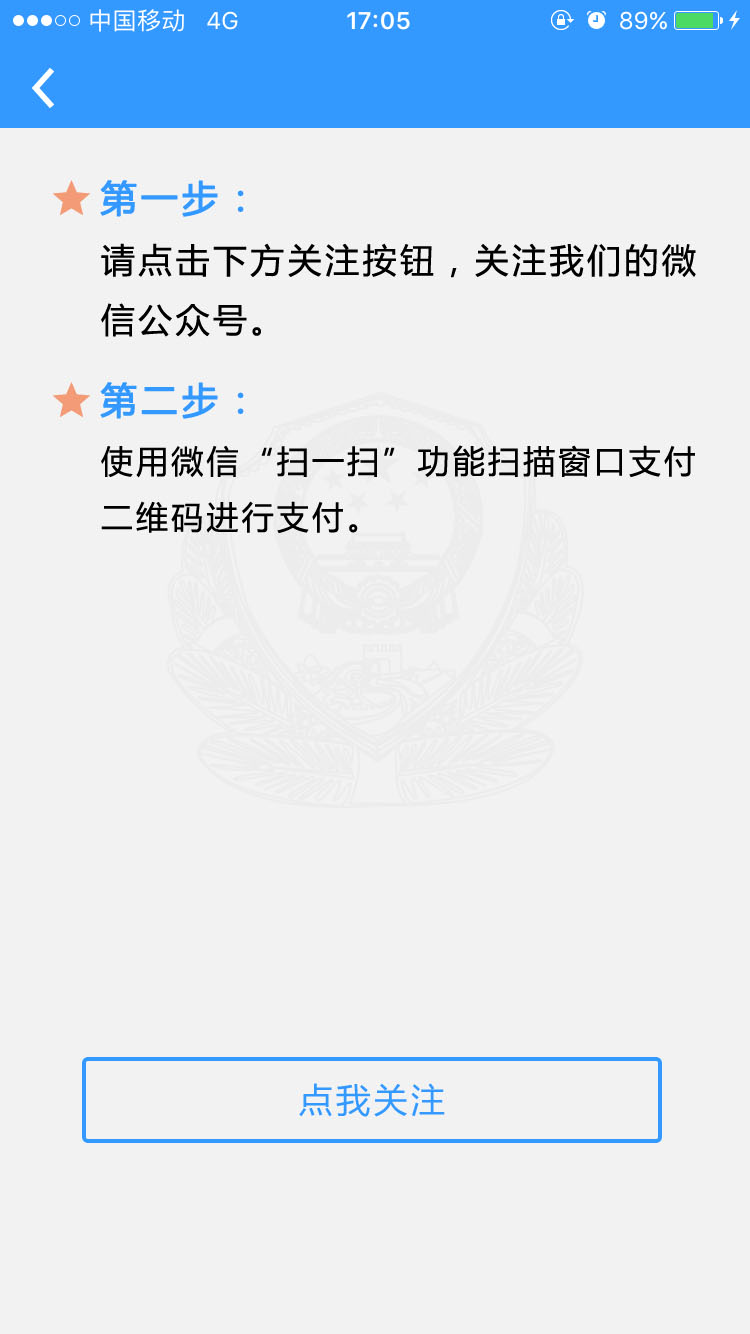 中国移动 4G 17:05 89%
第一步：
请点击下方关注按钮，关注我们的微
信公众号。
第二步：
使用微信“扫一扫”功能扫描窗口支付
二维码进行支付。
点我关注